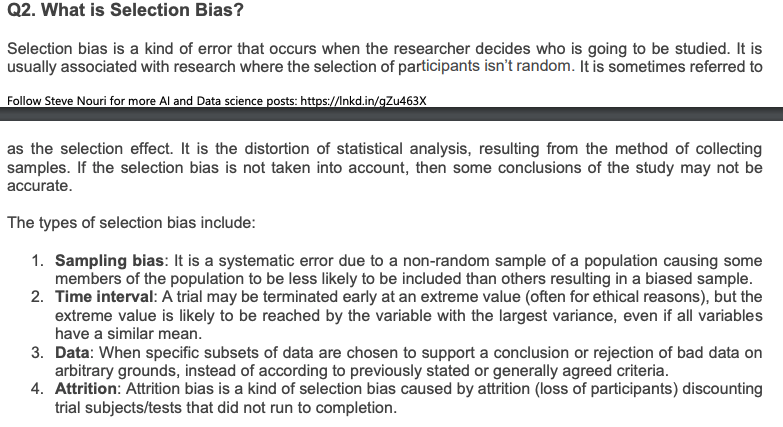 Q2. What is Selection Bias?
Selection bias is a kind of error that occurs when the researcher decides who is going to be studied. It is
usually associated with research where the selection of participants isn't random. It is sometimes referred to
Follow Steve Nouri for more AI and Data science posts: https://lnkd.in/gZu463X
as the selection effect. It is the distortion of statistical analysis, resulting from the method of collecting
samples. If the selection bias is not taken into account, then some conclusions of the study may not be
accurate.
The types of selection bias include:
1. Sampling bias: It is a systematic error due to a non-random sample of a population causing some
members of the population to be less likely to be included than others resulting in a biased sample.
2. Time interval: A trial may be terminated early at an extreme value (often for ethical reasons), but the
extreme value is likely to be reached by the variable with the largest variance, even if all variables
have a similar mean.
3. Data: When specific subsets of data are chosen to support a conclusion or rejection of bad data on
arbitrary grounds, instead of according to previously stated or generally agreed criteria.
4. Attrition: Attrition bias is a kind of selection bias caused by attrition (loss of participants) discounting
trial subjects/tests that did not run to completion.